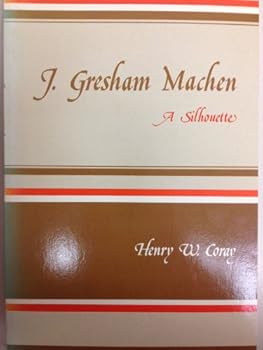 J. Gresham Machen
A Silhouette
Henry W. Coray